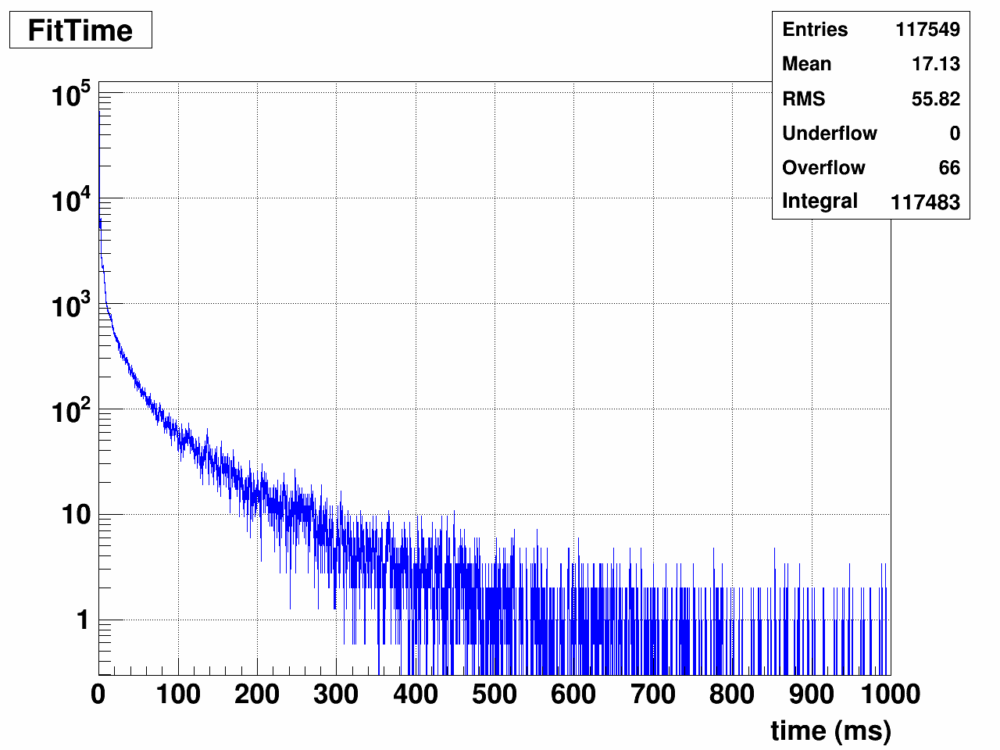 FitTime
Entries 117549
Mean 17.13
RMS 55.82
Underflow 0
Overflow 66
Integral 117483
10^5
10^4
10^3
10^2
10
1
0 100 200 300 400 500 600 700 800 900 1000
time (ms)